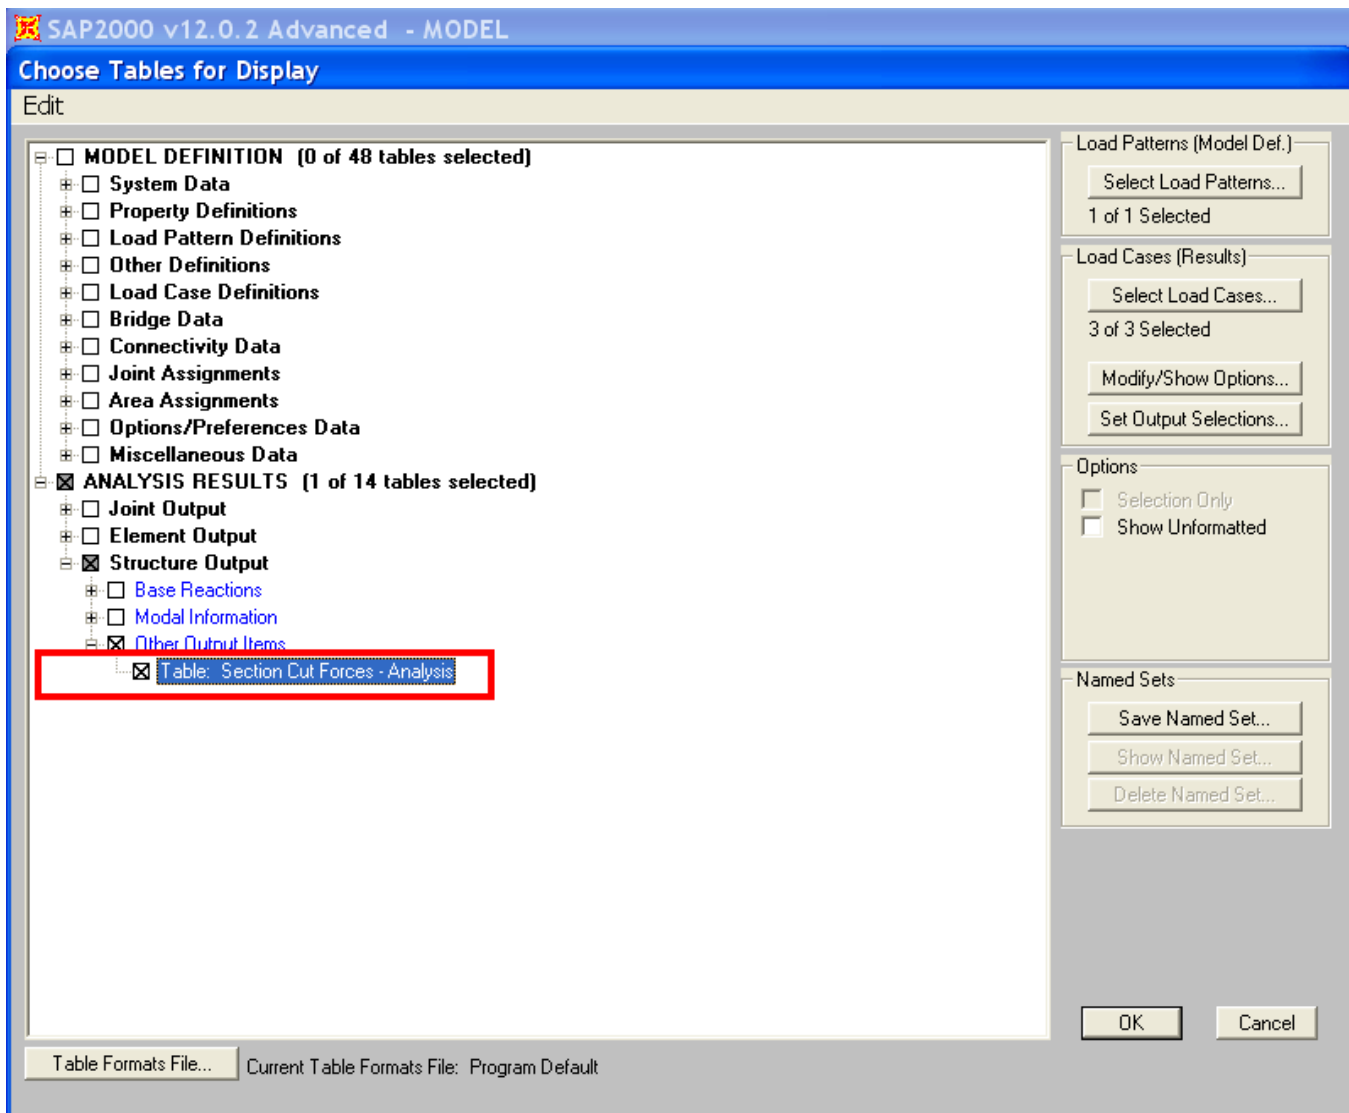 SAP2000 v12.0.2 Advanced - MODEL
Choose Tables for Display
Edit
MODEL DEFINITION (0 of 48 tables selected)
System Data
Property Definitions
Load Pattern Definitions
Other Definitions
Load Case Definitions
Bridge Data
Connectivity Data
Joint Assignments
Area Assignments
Options/Preferences Data
Miscellaneous Data
ANALYSIS RESULTS (1 of 14 tables selected)
Joint Output
Element Output
Structure Output
Base Reactions
Modal Information
Other Output Items
Table: Section Cut Forces - Analysis
Load Patterns (Model Def.)
Select Load Patterns...
1 of 1 Selected
Load Cases (Results)
Select Load Cases...
3 of 3 Selected
Modify/Show Options...
Set Output Selections...
Options
Selection Only
Show Unformatted
Named Sets
Save Named Set...
Show Named Set...
Delete Named Set...
OK Cancel
Table Formats File... Current Table Formats File: Program Default